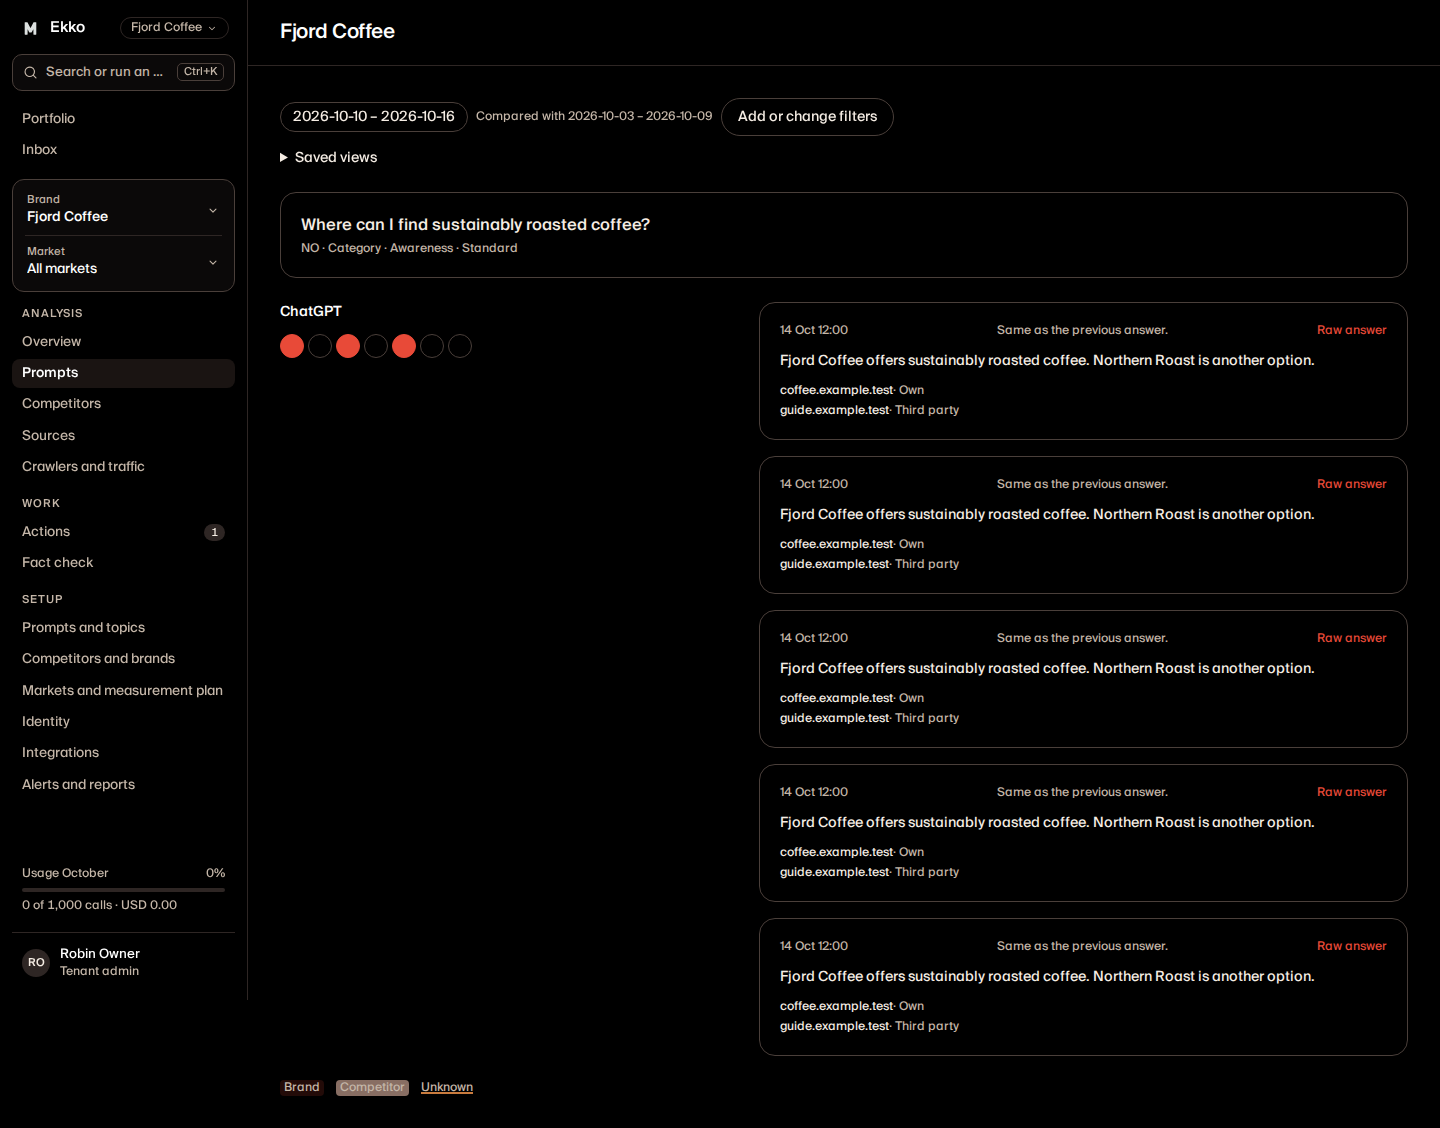 Ekko
Fjord Coffee
Search or run an ...
Ctrl+K
Portfolio
Inbox
Brand
Fjord Coffee
Market
All markets
ANALYSIS
Overview
Prompts
Competitors
Sources
Crawlers and traffic
WORK
Actions 1
Fact check
SETUP
Prompts and topics
Competitors and brands
Markets and measurement plan
Identity
Integrations
Alerts and reports
Usage October 0%
0 of 1,000 calls · USD 0.00
RO
Robin Owner
Tenant admin
Fjord Coffee
2026-10-10 – 2026-10-16 Compared with 2026-10-03 – 2026-10-09 Add or change filters
Saved views
Where can I find sustainably roasted coffee?
NO · Category · Awareness · Standard
ChatGPT
14 Oct 12:00 Same as the previous answer. Raw answer
Fjord Coffee offers sustainably roasted coffee. Northern Roast is another option.
coffee.example.test · Own
guide.example.test · Third party
14 Oct 12:00 Same as the previous answer. Raw answer
Fjord Coffee offers sustainably roasted coffee. Northern Roast is another option.
coffee.example.test · Own
guide.example.test · Third party
14 Oct 12:00 Same as the previous answer. Raw answer
Fjord Coffee offers sustainably roasted coffee. Northern Roast is another option.
coffee.example.test · Own
guide.example.test · Third party
14 Oct 12:00 Same as the previous answer. Raw answer
Fjord Coffee offers sustainably roasted coffee. Northern Roast is another option.
coffee.example.test · Own
guide.example.test · Third party
14 Oct 12:00 Same as the previous answer. Raw answer
Fjord Coffee offers sustainably roasted coffee. Northern Roast is another option.
coffee.example.test · Own
guide.example.test · Third party
Brand Competitor Unknown